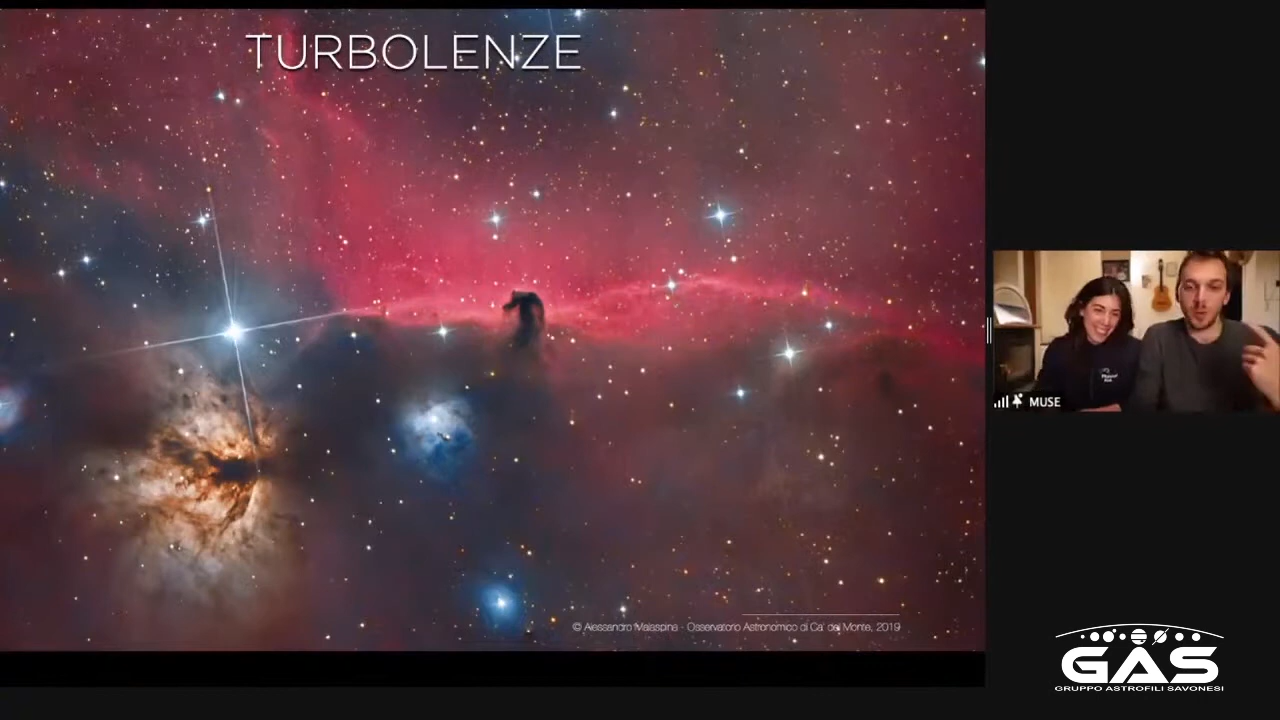 TURBOLENZE
MUSE
© Alessandro Malaspina - Osservatorio Astronomico di Ca' del Monte, 2019
GAS
GRUPPO ASTROFILI SAVONESI